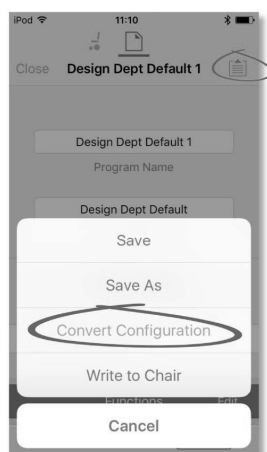 iPod 11:10
Close Design Dept Default 1
Design Dept Default 1
Program Name
Design Dept Default
Save
Save As
Convert Configuration
Write to Chair
Functions Edit
Cancel